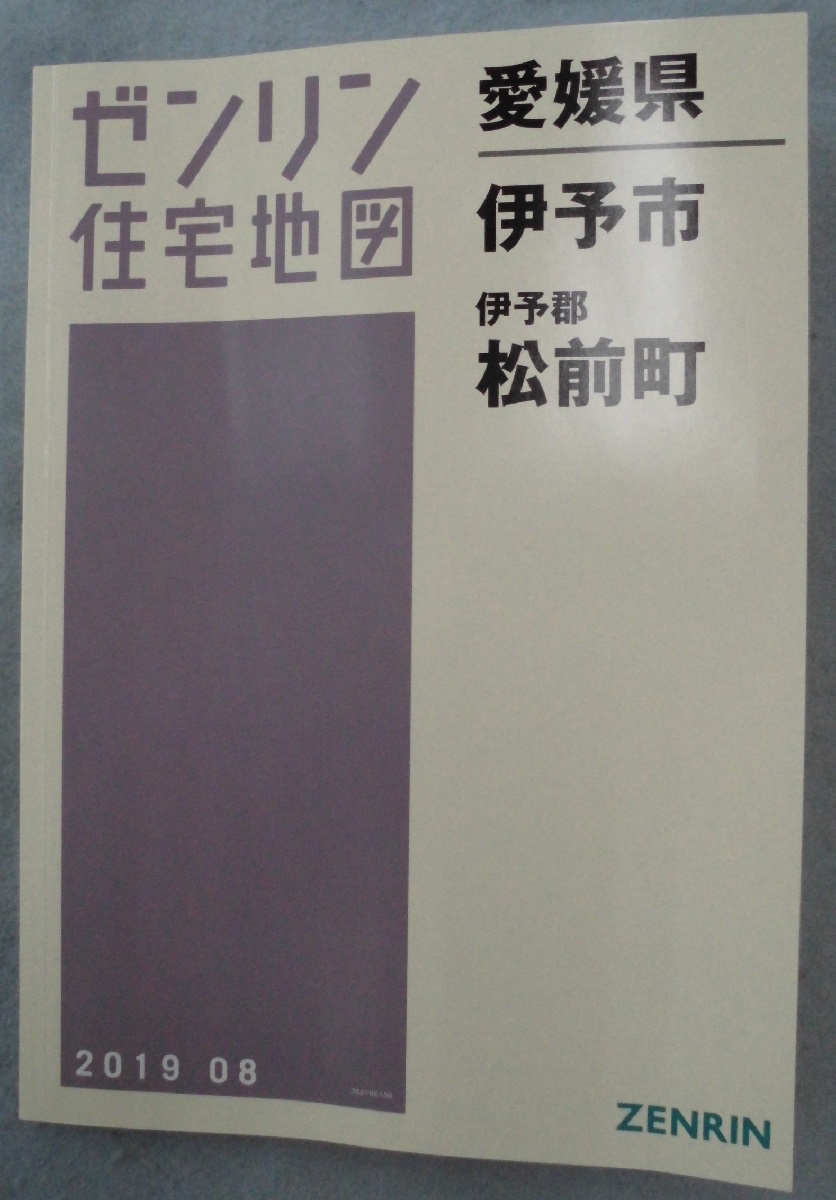 ゼンリン
住宅地図
愛媛県
伊予市
伊予郡
松前町
2019 08
ZENRIN